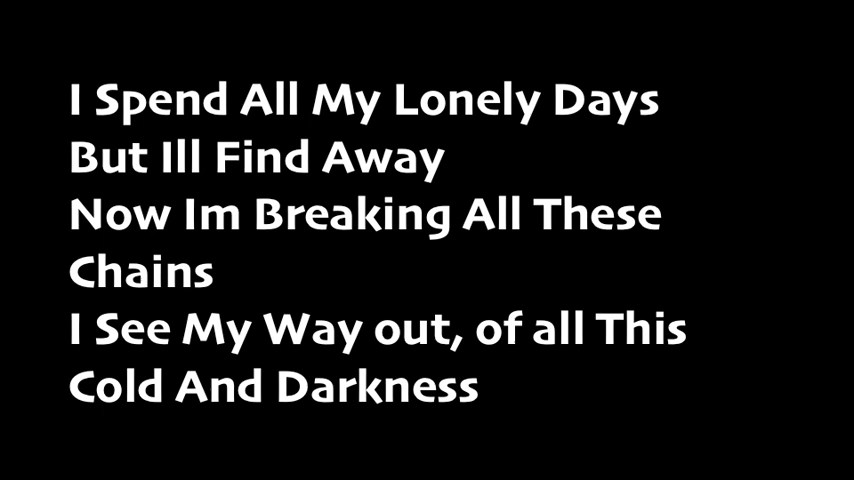 I Spend All My Lonely Days
But Ill Find Away
Now Im Breaking All These
Chains
I See My Way out, of all This
Cold And Darkness